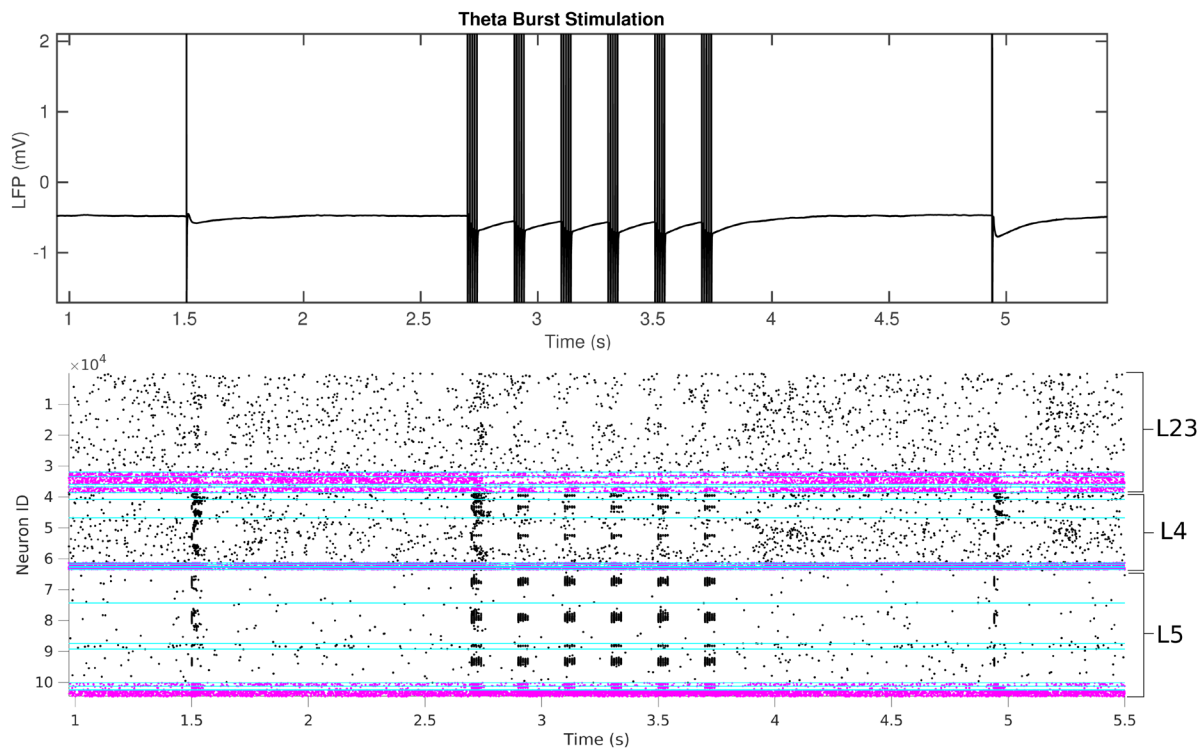 Theta Burst Stimulation
2
1
0
-1
LFP (mV)
1 1.5 2 2.5 3 3.5 4 4.5 5
Time (s)
×10⁴
1
2
3
4
5
6
7
8
9
10
Neuron ID
L23
L4
L5
1 1.5 2 2.5 3 3.5 4 4.5 5 5.5
Time (s)